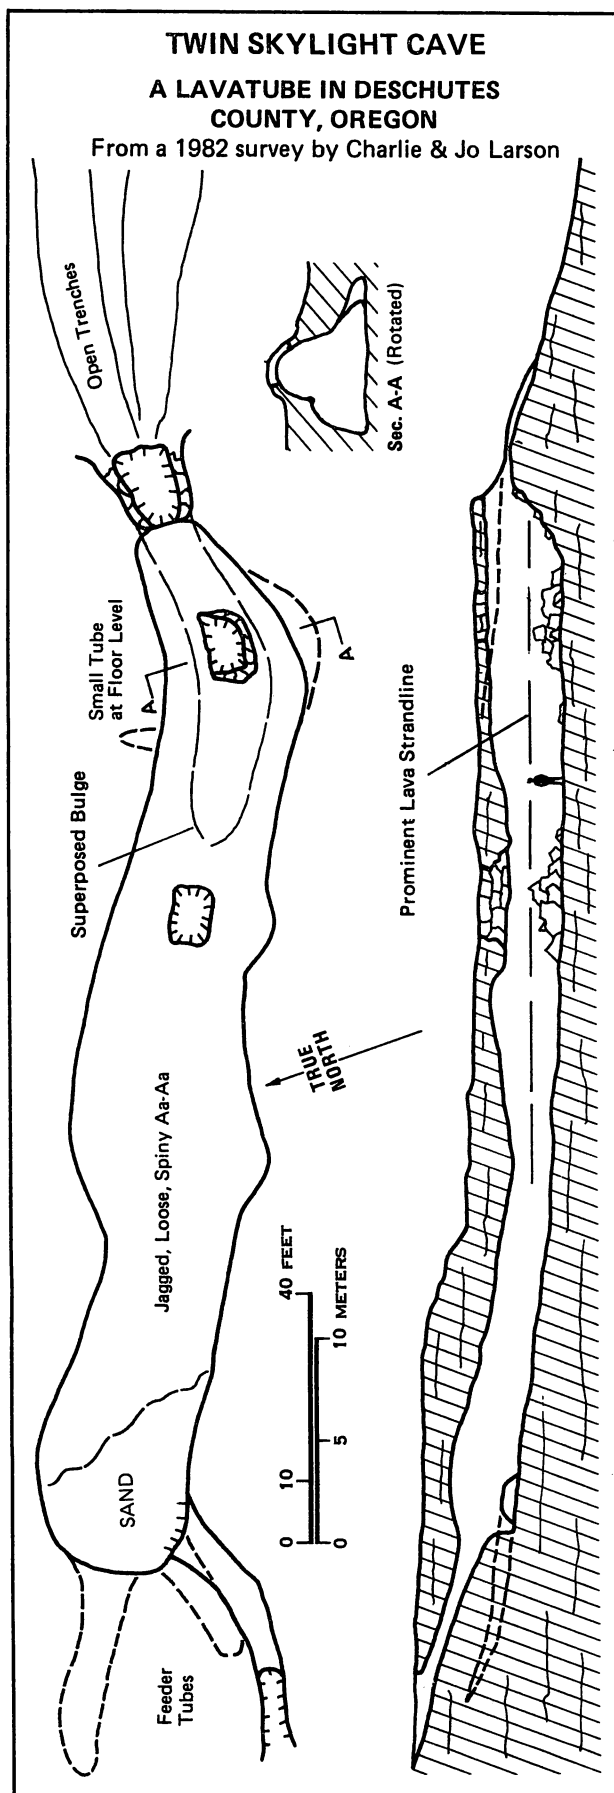 TWIN SKYLIGHT CAVE
A LAVATUBE IN DESCHUTES
COUNTY, OREGON
From a 1982 survey by Charlie & Jo Larson
Open Trenches
Sec. A-A (Rotated)
Small Tube
at Floor Level
A
A
Superposed Bulge
Prominent Lava Strandline
TRUE
NORTH
Jagged, Loose, Spiny Aa-Aa
0 10 40 FEET
0 5 10 METERS
SAND
Feeder
Tubes